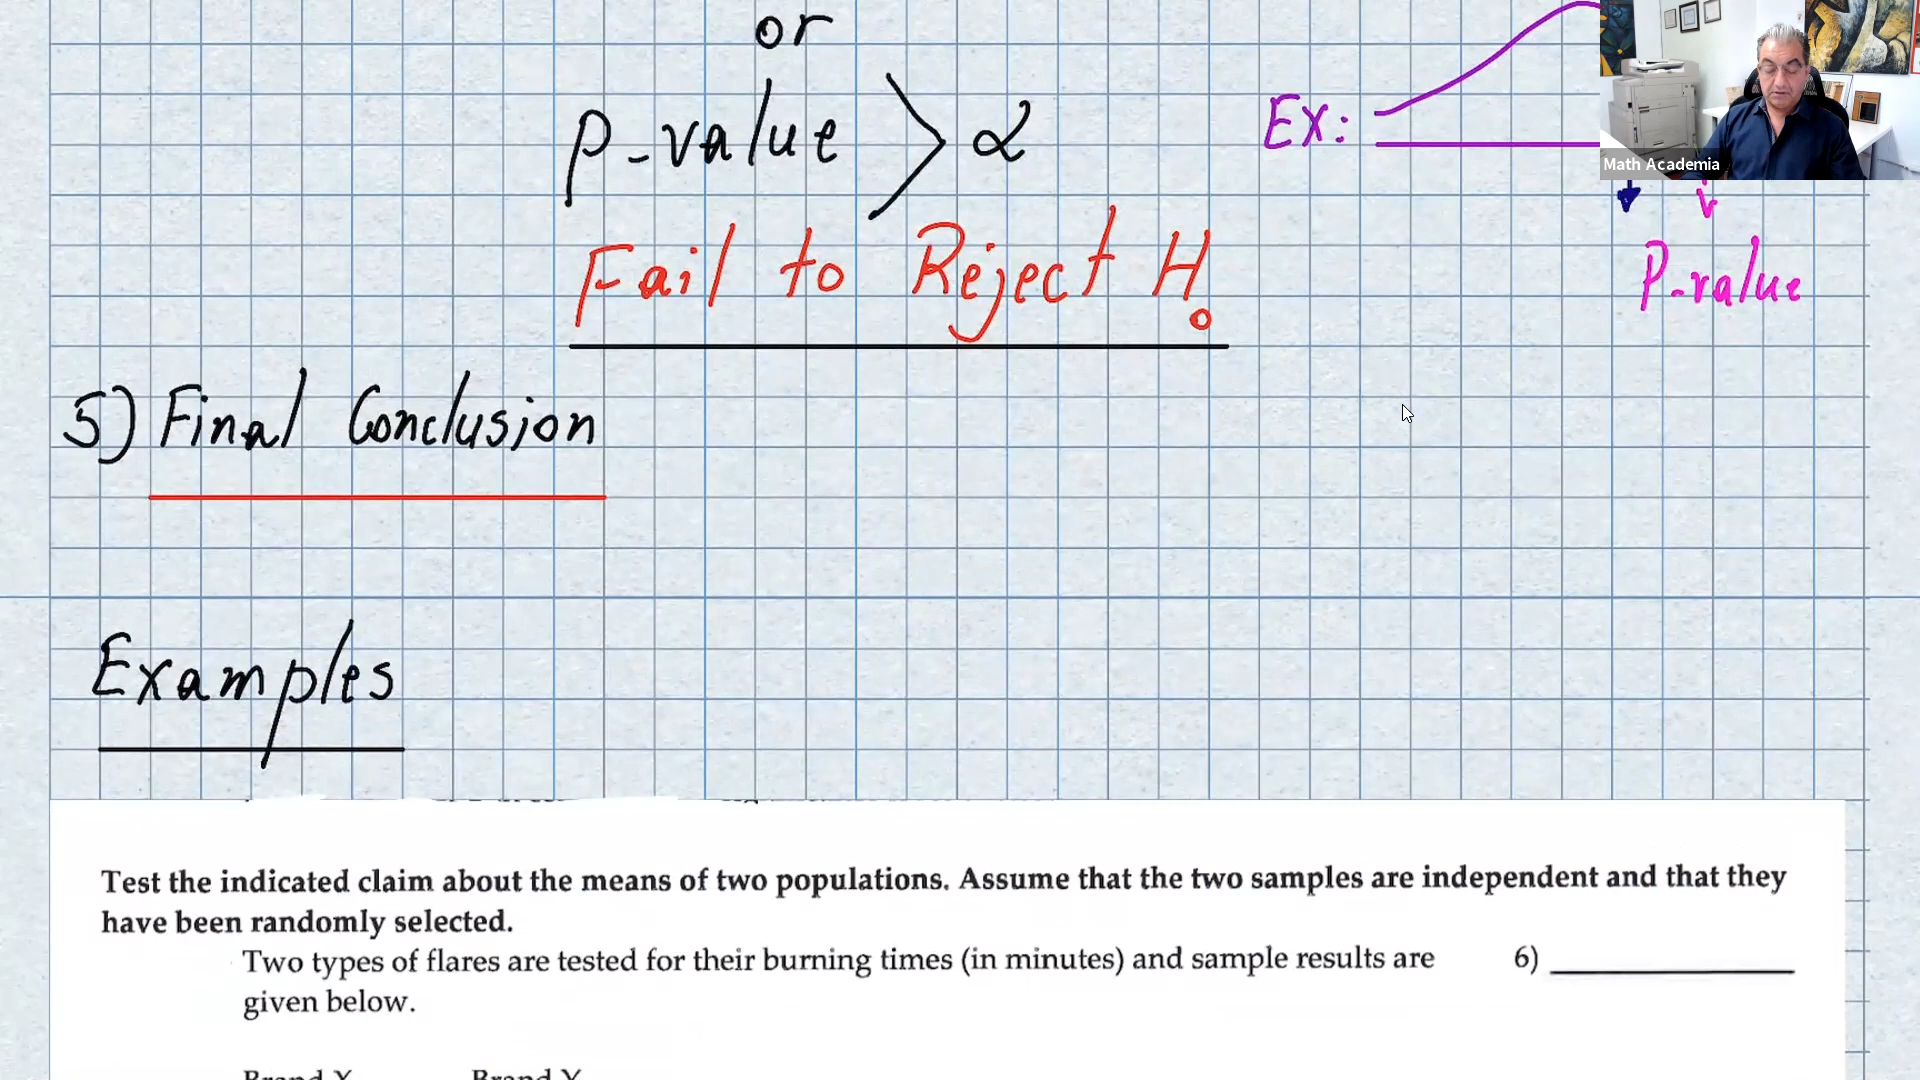 or
P-value > α
Ex:
Math Academia
Fail to Reject H₀
P-value
5) Final Conclusion
Examples
Test the indicated claim about the means of two populations. Assume that the two samples are independent and that they
have been randomly selected.
Two types of flares are tested for their burning times (in minutes) and sample results are
given below.
6)
Brand X Brand Y